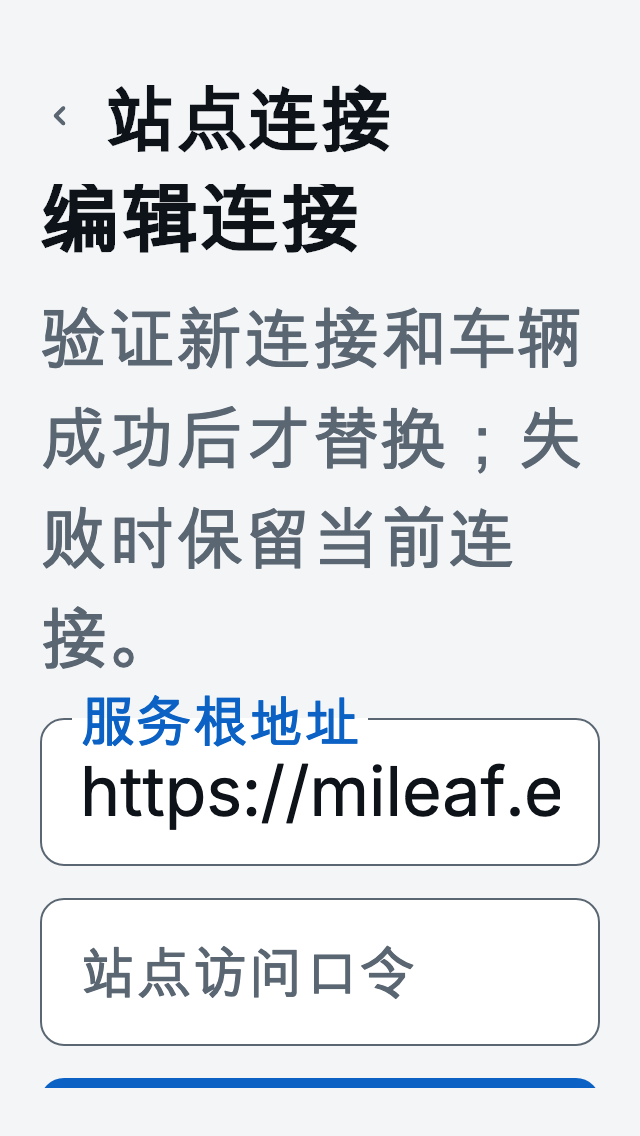 站点连接
编辑连接
验证新连接和车辆
成功后才替换；失
败时保留当前连
接。
服务根地址
https://mileaf.e
站点访问口令